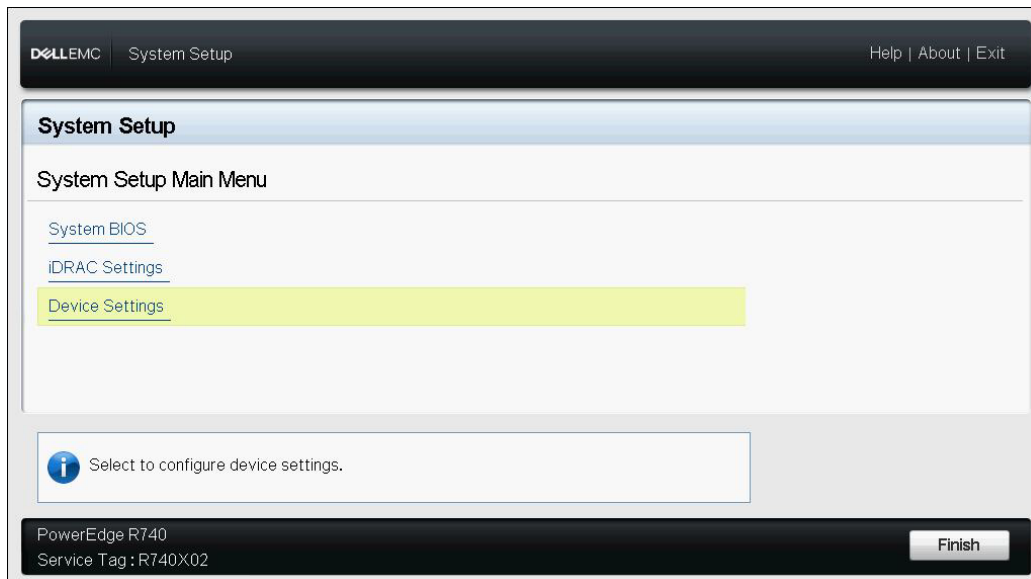 DELLEMC System Setup Help | About | Exit
System Setup
System Setup Main Menu
System BIOS
iDRAC Settings
Device Settings
Select to configure device settings.
PowerEdge R740
Service Tag : R740X02
Finish